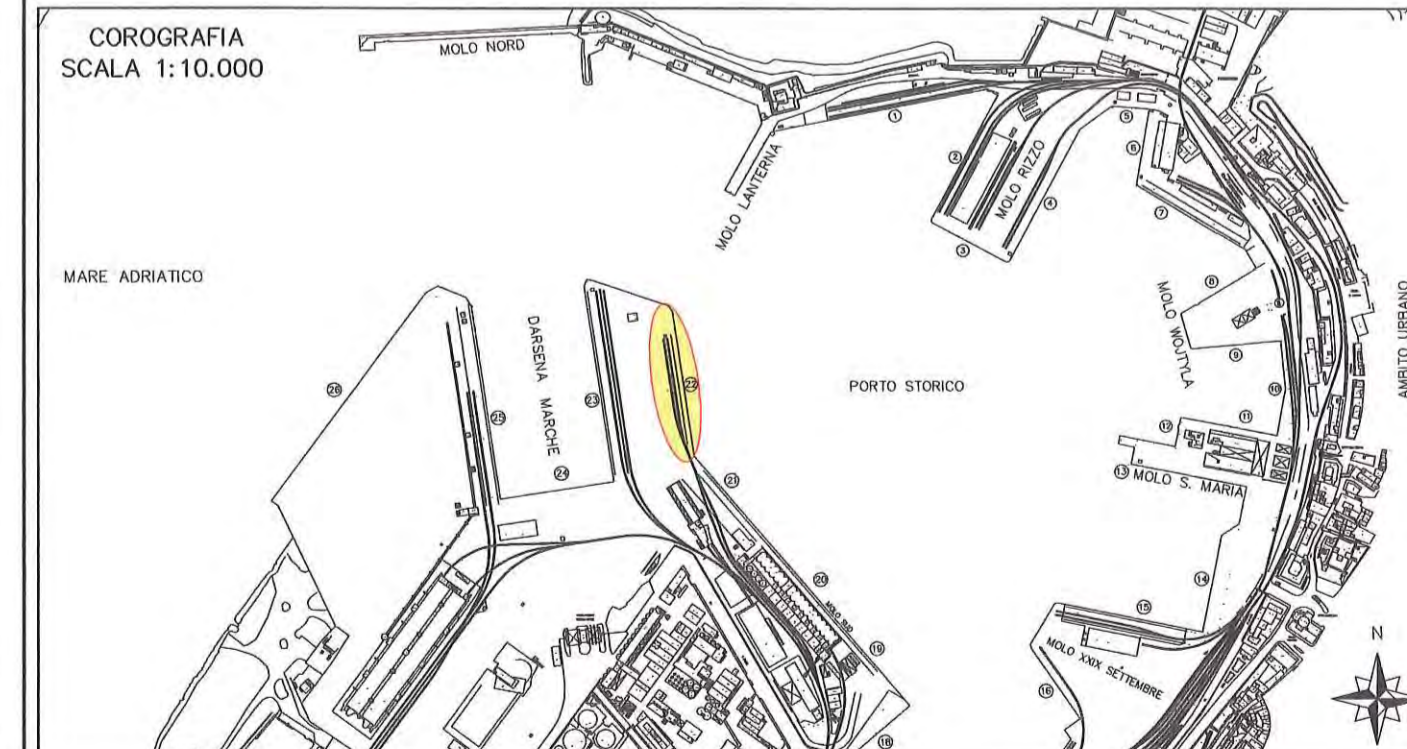 COROGRAFIA
SCALA 1:10.000
MOLO NORD
MOLO LANTERNA
1
2
MOLO RIZZO
3
4
5
6
7
MARE ADRIATICO
DARSENA MARCHE
PORTO STORICO
MOLO WOJTYLA
8
9
10
11
12
13
MOLO S. MARIA
14
15
MOLO XXIX SETTEMBRE
16
18
19
MOLO SUD
20
21
22
23
24
25
26
AMBITO URBANO
N